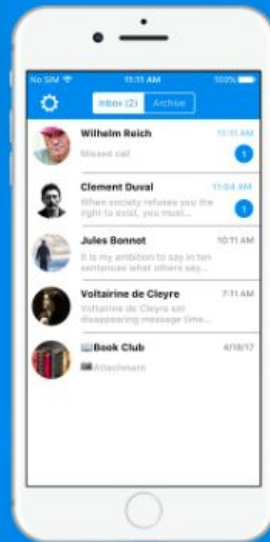 No SIM 11:11 AM 100%
Inbox (2) Archive
Wilhelm Reich 11:11 AM
Missed call 1
Clement Duval 11:04 AM
When society refuses you the
right to exist, you must... 1
Jules Bonnot 10:11 AM
It is my ambition to say in ten
sentences what others say...
Voltairine de Cleyre 7:11 AM
Voltairine de Cleyre set
disappearing message time...
📖Book Club 4/18/17
📷Attachment